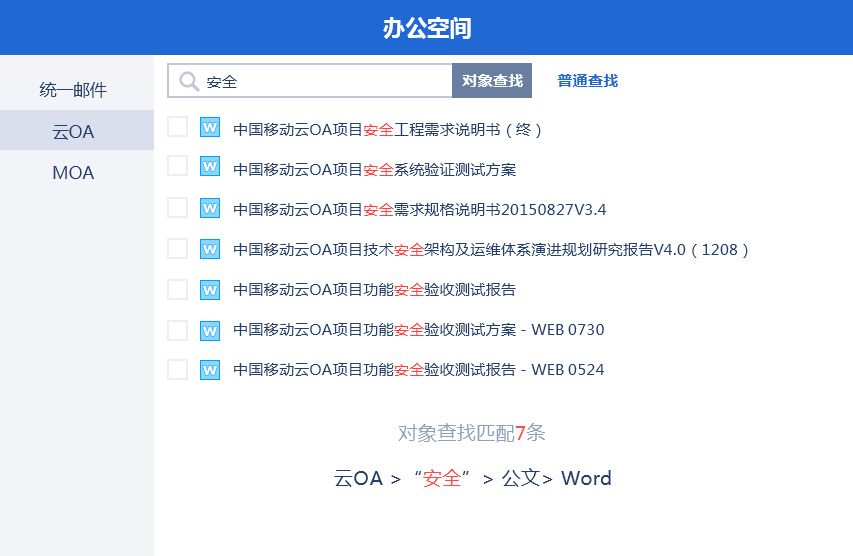 办公空间
统一邮件
云OA
MOA
安全 对象查找 普通查找
W 中国移动云OA项目安全工程需求说明书（终）
W 中国移动云OA项目安全系统验证测试方案
W 中国移动云OA项目安全需求规格说明书20150827V3.4
W 中国移动云OA项目技术安全架构及运维体系演进规划研究报告V4.0（1208）
W 中国移动云OA项目功能安全验收测试报告
W 中国移动云OA项目功能安全验收测试方案 - WEB 0730
W 中国移动云OA项目功能安全验收测试报告 - WEB 0524
对象查找匹配7条
云OA > “安全” > 公文> Word